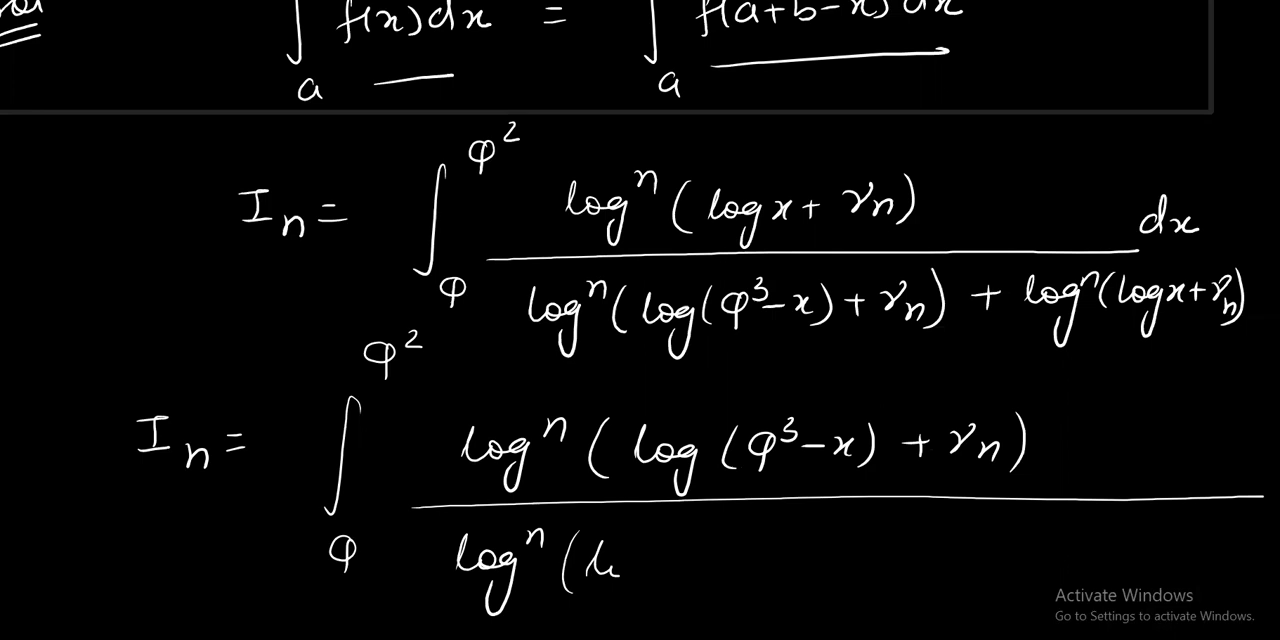 ∫ₐ f(x)dx = ∫ₐ f(a+b-x)dx
Iₙ = ∫_φ^φ² logⁿ(log x + γₙ) / logⁿ(log(φ³-x) + γₙ) + logⁿ(log x + γₙ) dx
Iₙ = ∫_φ^φ² logⁿ(log(φ³-x) + γₙ) / logⁿ(
Activate Windows
Go to Settings to activate Windows.